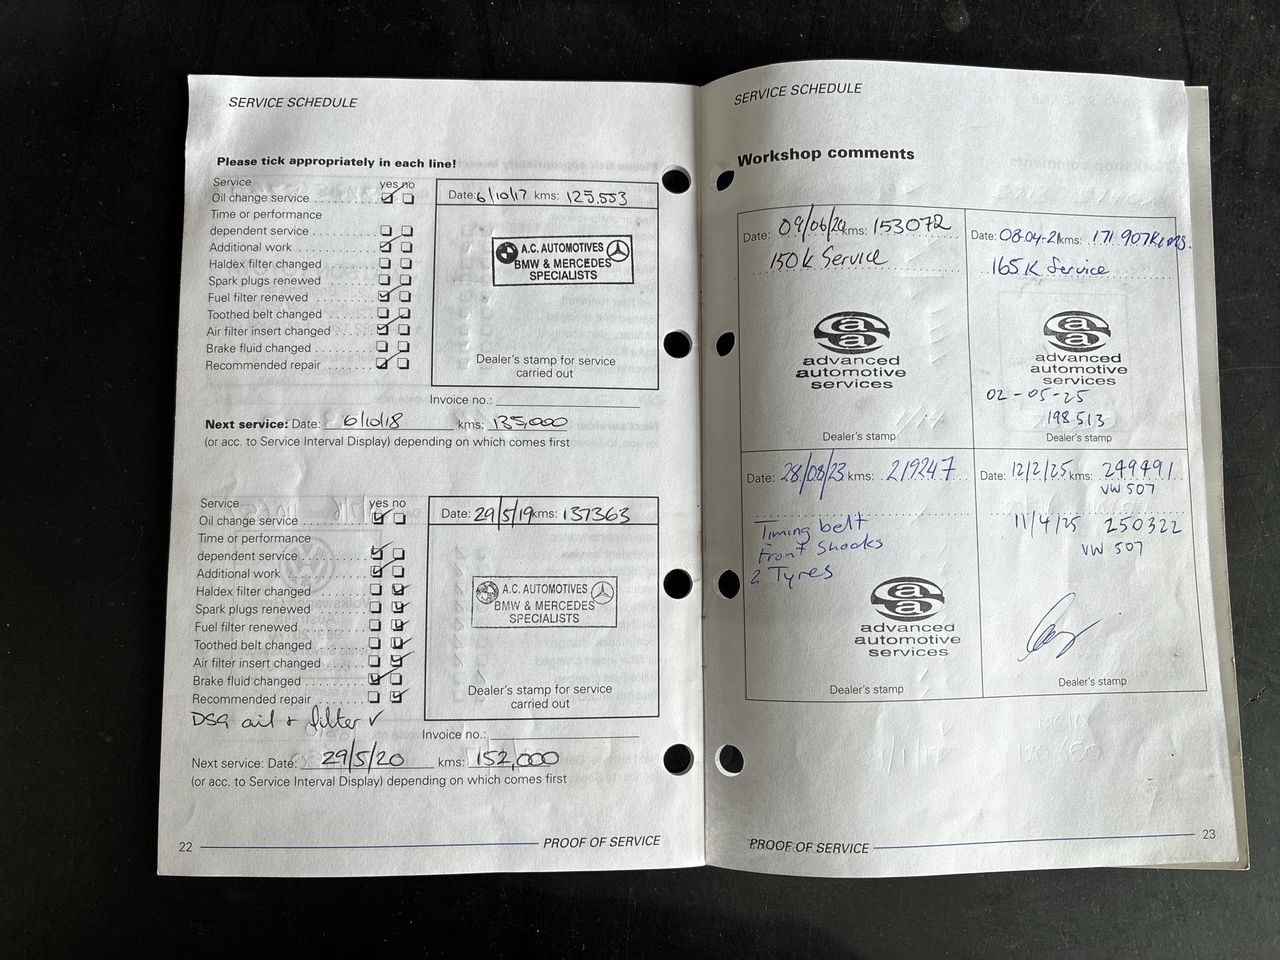 SERVICE SCHEDULE
Please tick appropriately in each line!
Service yes no
Oil change service
Time or performance
dependent service
Additional work
Haldex filter changed
Spark plugs renewed
Fuel filter renewed
Toothed belt changed
Air filter insert changed
Brake fluid changed
Recommended repair
Date: 6/10/17 kms: 125.553
A.C. AUTOMOTIVES
BMW & MERCEDES
SPECIALISTS
Dealer's stamp for service
carried out
Invoice no.:
Next service: Date: 6/10/18 kms: 135,000
(or acc. to Service Interval Display) depending on which comes first
Service yes no
Oil change service
Time or performance
dependent service
Additional work
Haldex filter changed
Spark plugs renewed
Fuel filter renewed
Toothed belt changed
Air filter insert changed
Brake fluid changed
Recommended repair
DSG oil + filter ✓
Date: 29/5/19 kms: 137363
A.C. AUTOMOTIVES
BMW & MERCEDES
SPECIALISTS
Dealer's stamp for service
carried out
Invoice no.:
Next service: Date: 29/5/20 kms: 152,000
(or acc. to Service Interval Display) depending on which comes first
22 PROOF OF SERVICE
SERVICE SCHEDULE
Workshop comments
Date: 09/06/20 kms: 153072
150K Service
aa
advanced
automotive
services
Dealer's stamp
Date: 08-04-21 kms: 171.907Kms.
165K Service
aa
advanced
automotive
services
02-05-25
198513
Dealer's stamp
Date: 28/08/23 kms: 219247
Timing belt
Front Shocks
2 Tyres
aa
advanced
automotive
services
Dealer's stamp
Date: 12/2/25 kms: 249491
VW 507
11/4/25 250322
VW 507
Dealer's stamp
PROOF OF SERVICE 23